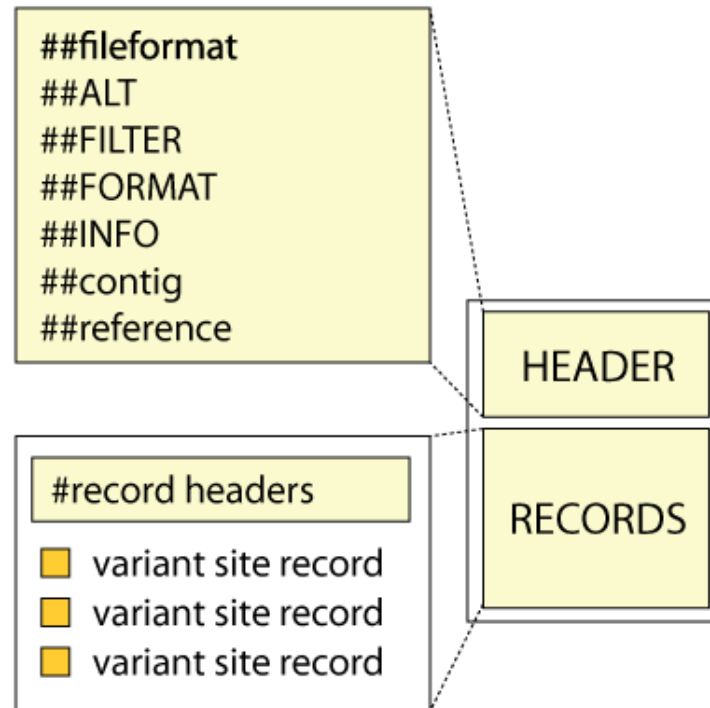 ##fileformat
##ALT
##FILTER
##FORMAT
##INFO
##contig
##reference
HEADER
#record headers
variant site record
variant site record
variant site record
RECORDS